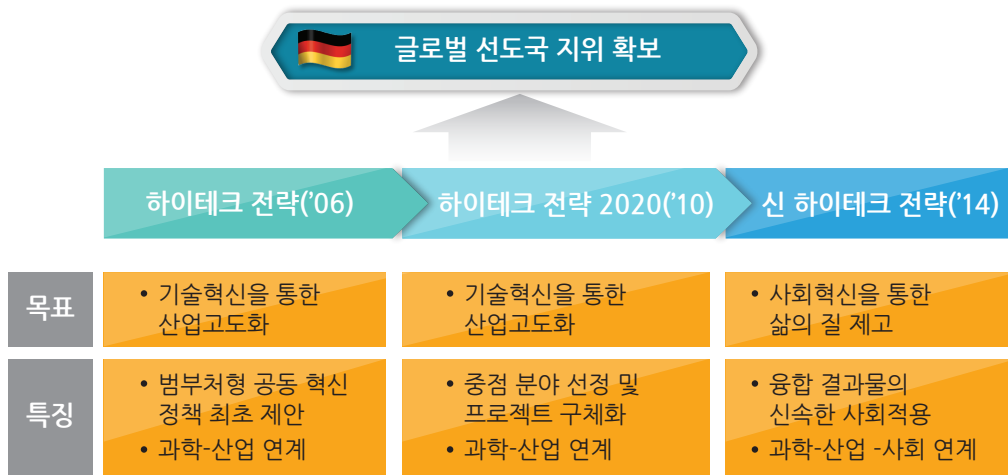 글로벌 선도국 지위 확보
하이테크 전략('06)
하이테크 전략 2020('10)
신 하이테크 전략('14)
목표
• 기술혁신을 통한
산업고도화
• 기술혁신을 통한
산업고도화
• 사회혁신을 통한
삶의 질 제고
특징
• 범부처형 공동 혁신
정책 최초 제안
• 과학-산업 연계
• 중점 분야 선정 및
프로젝트 구체화
• 과학-산업 연계
• 융합 결과물의
신속한 사회적용
• 과학-산업 -사회 연계